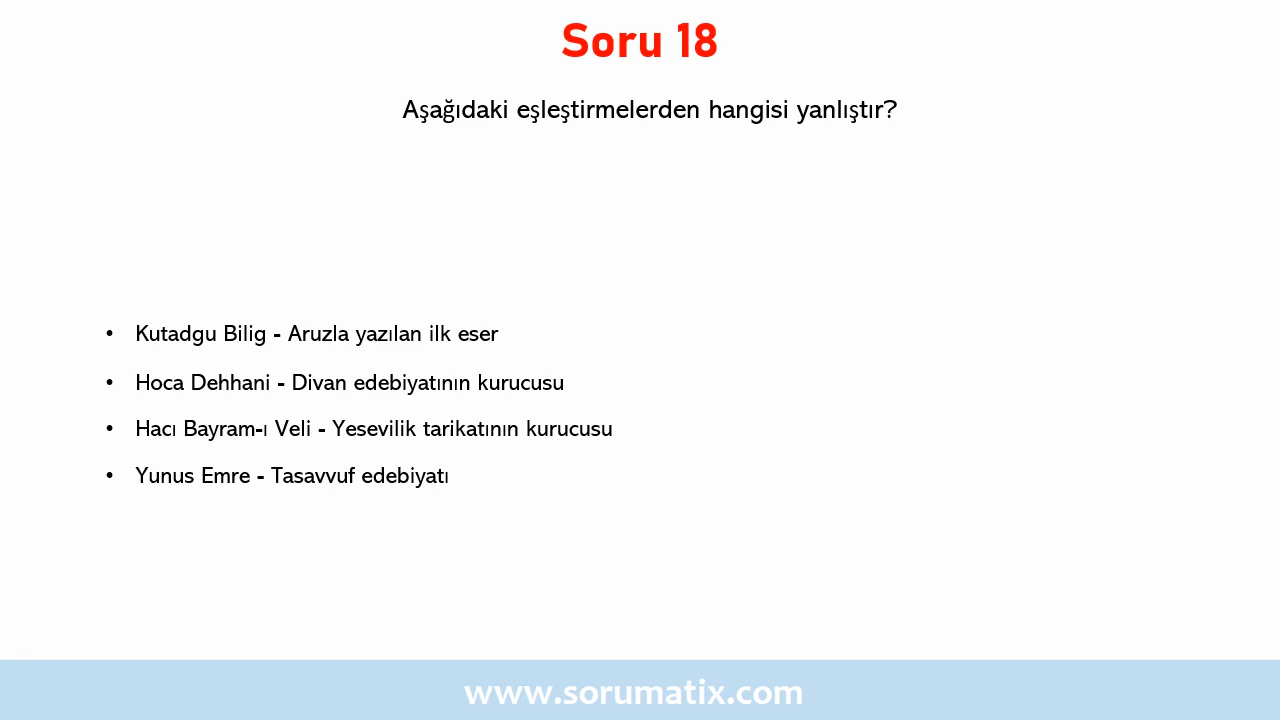 Soru 18
Aşağıdaki eşleştirmelerden hangisi yanlıştır?
• Kutadgu Bilig - Aruzla yazılan ilk eser
• Hoca Dehhani - Divan edebiyatının kurucusu
• Hacı Bayram-ı Veli - Yesevilik tarikatının kurucusu
• Yunus Emre - Tasavvuf edebiyatı
www.sorumatix.com